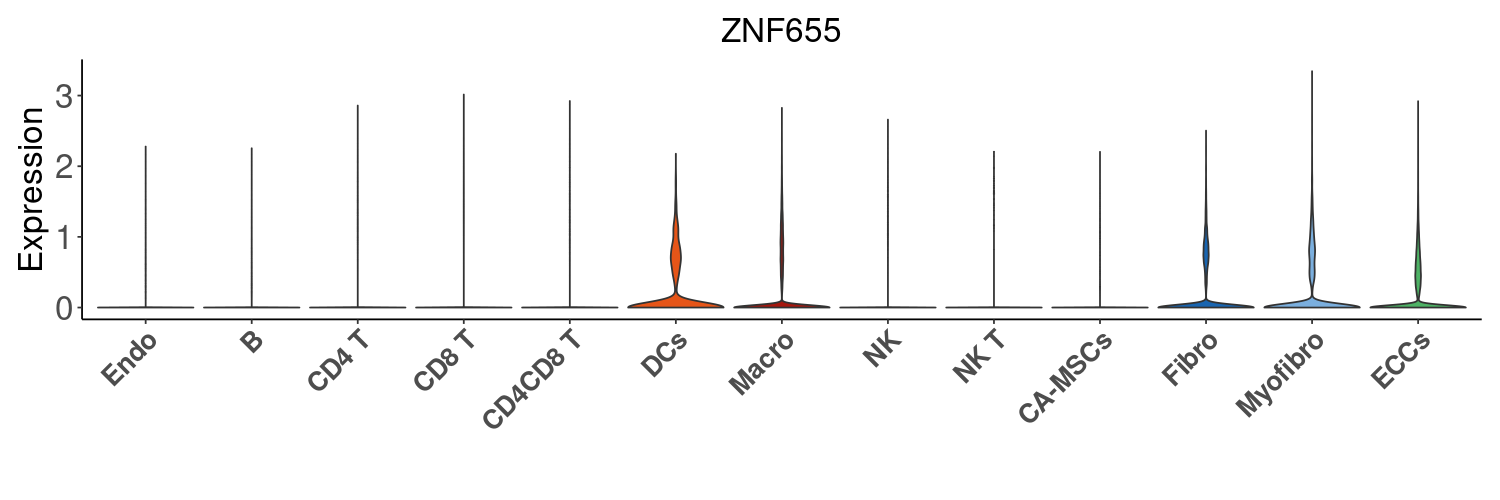 ZNF655
Expression
3
2
1
0
Endo
B
CD4 T
CD8 T
CD4CD8 T
DCs
Macro
NK
NK T
CA-MSCs
Fibro
Myofibro
ECCs